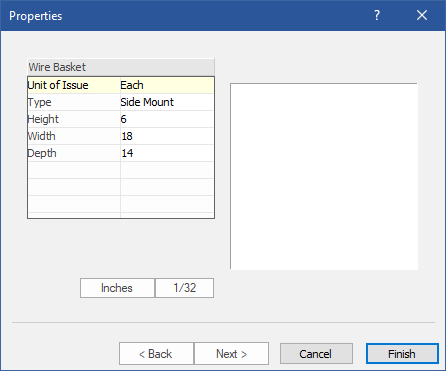 Properties ?
Wire Basket
Unit of Issue Each
Type Side Mount
Height 6
Width 18
Depth 14
Inches 1/32
< Back Next > Cancel Finish